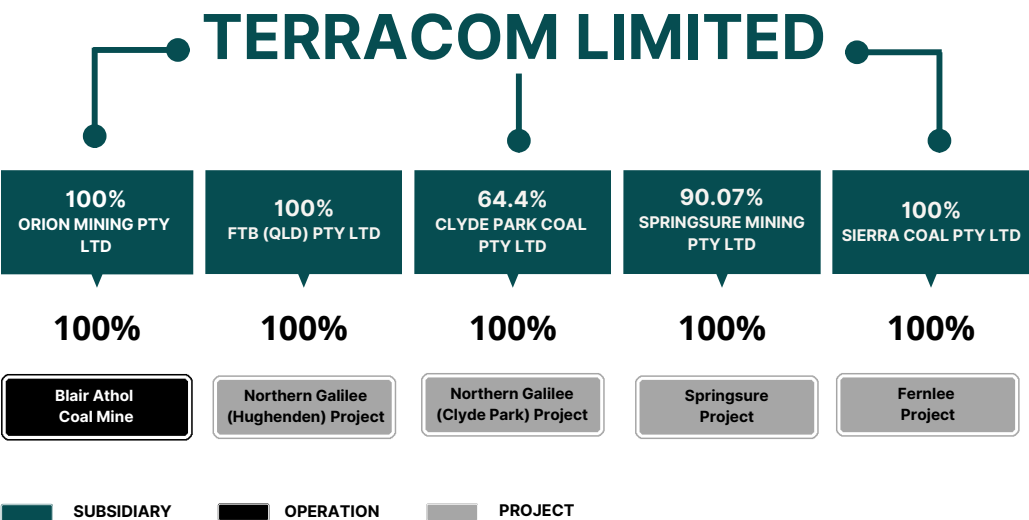 TERRACOM LIMITED
100%
ORION MINING PTY
LTD
100%
FTB (QLD) PTY LTD
64.4%
CLYDE PARK COAL
PTY LTD
90.07%
SPRINGSURE MINING
PTY LTD
100%
SIERRA COAL PTY LTD
100%
100%
100%
100%
100%
Blair Athol
Coal Mine
Northern Galilee
(Hughenden) Project
Northern Galilee
(Clyde Park) Project
Springsure
Project
Fernlee
Project
SUBSIDIARY
OPERATION
PROJECT